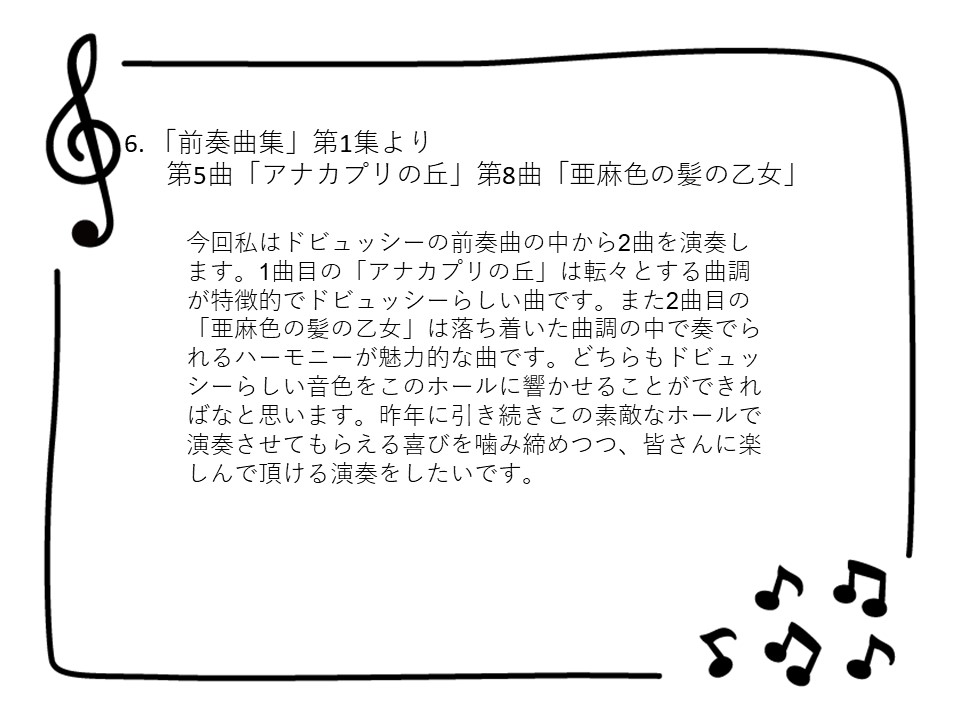 6. 「前奏曲集」第1集より
第5曲「アナカプリの丘」第8曲「亜麻色の髪の乙女」
今回私はドビュッシーの前奏曲の中から2曲を演奏し
ます。1曲目の「アナカプリの丘」は転々とする曲調
が特徴的でドビュッシーらしい曲です。また2曲目の
「亜麻色の髪の乙女」は落ち着いた曲調の中で奏でら
れるハーモニーが魅力的な曲です。どちらもドビュッ
シーらしい音色をこのホールに響かせることができれ
ばなと思います。昨年に引き続きこの素敵なホールで
演奏させてもらえる喜びを噛み締めつつ、皆さんに楽
しんで頂ける演奏をしたいです。